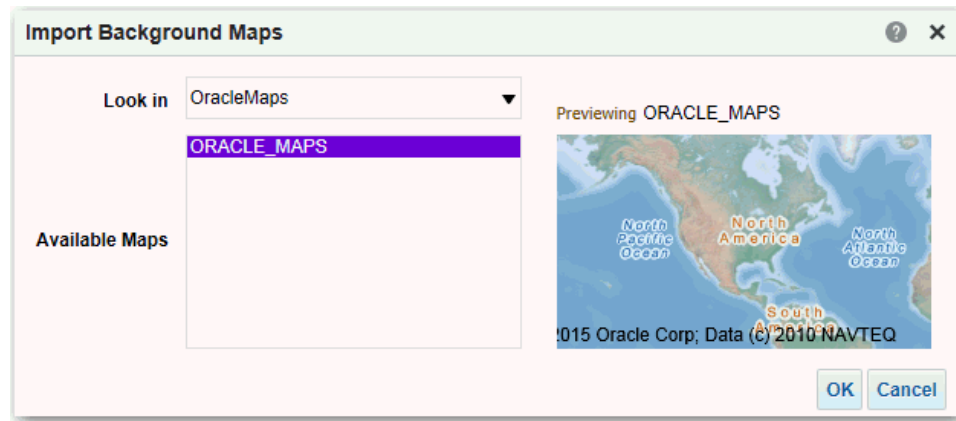 Import Background Maps
Look in
OracleMaps
Previewing ORACLE_MAPS
ORACLE_MAPS
Available Maps
North
Pacific
Ocean
North
America
North
Atlantic
Ocean
South
America
2015 Oracle Corp; Data (c) 2010 NAVTEQ
OK Cancel